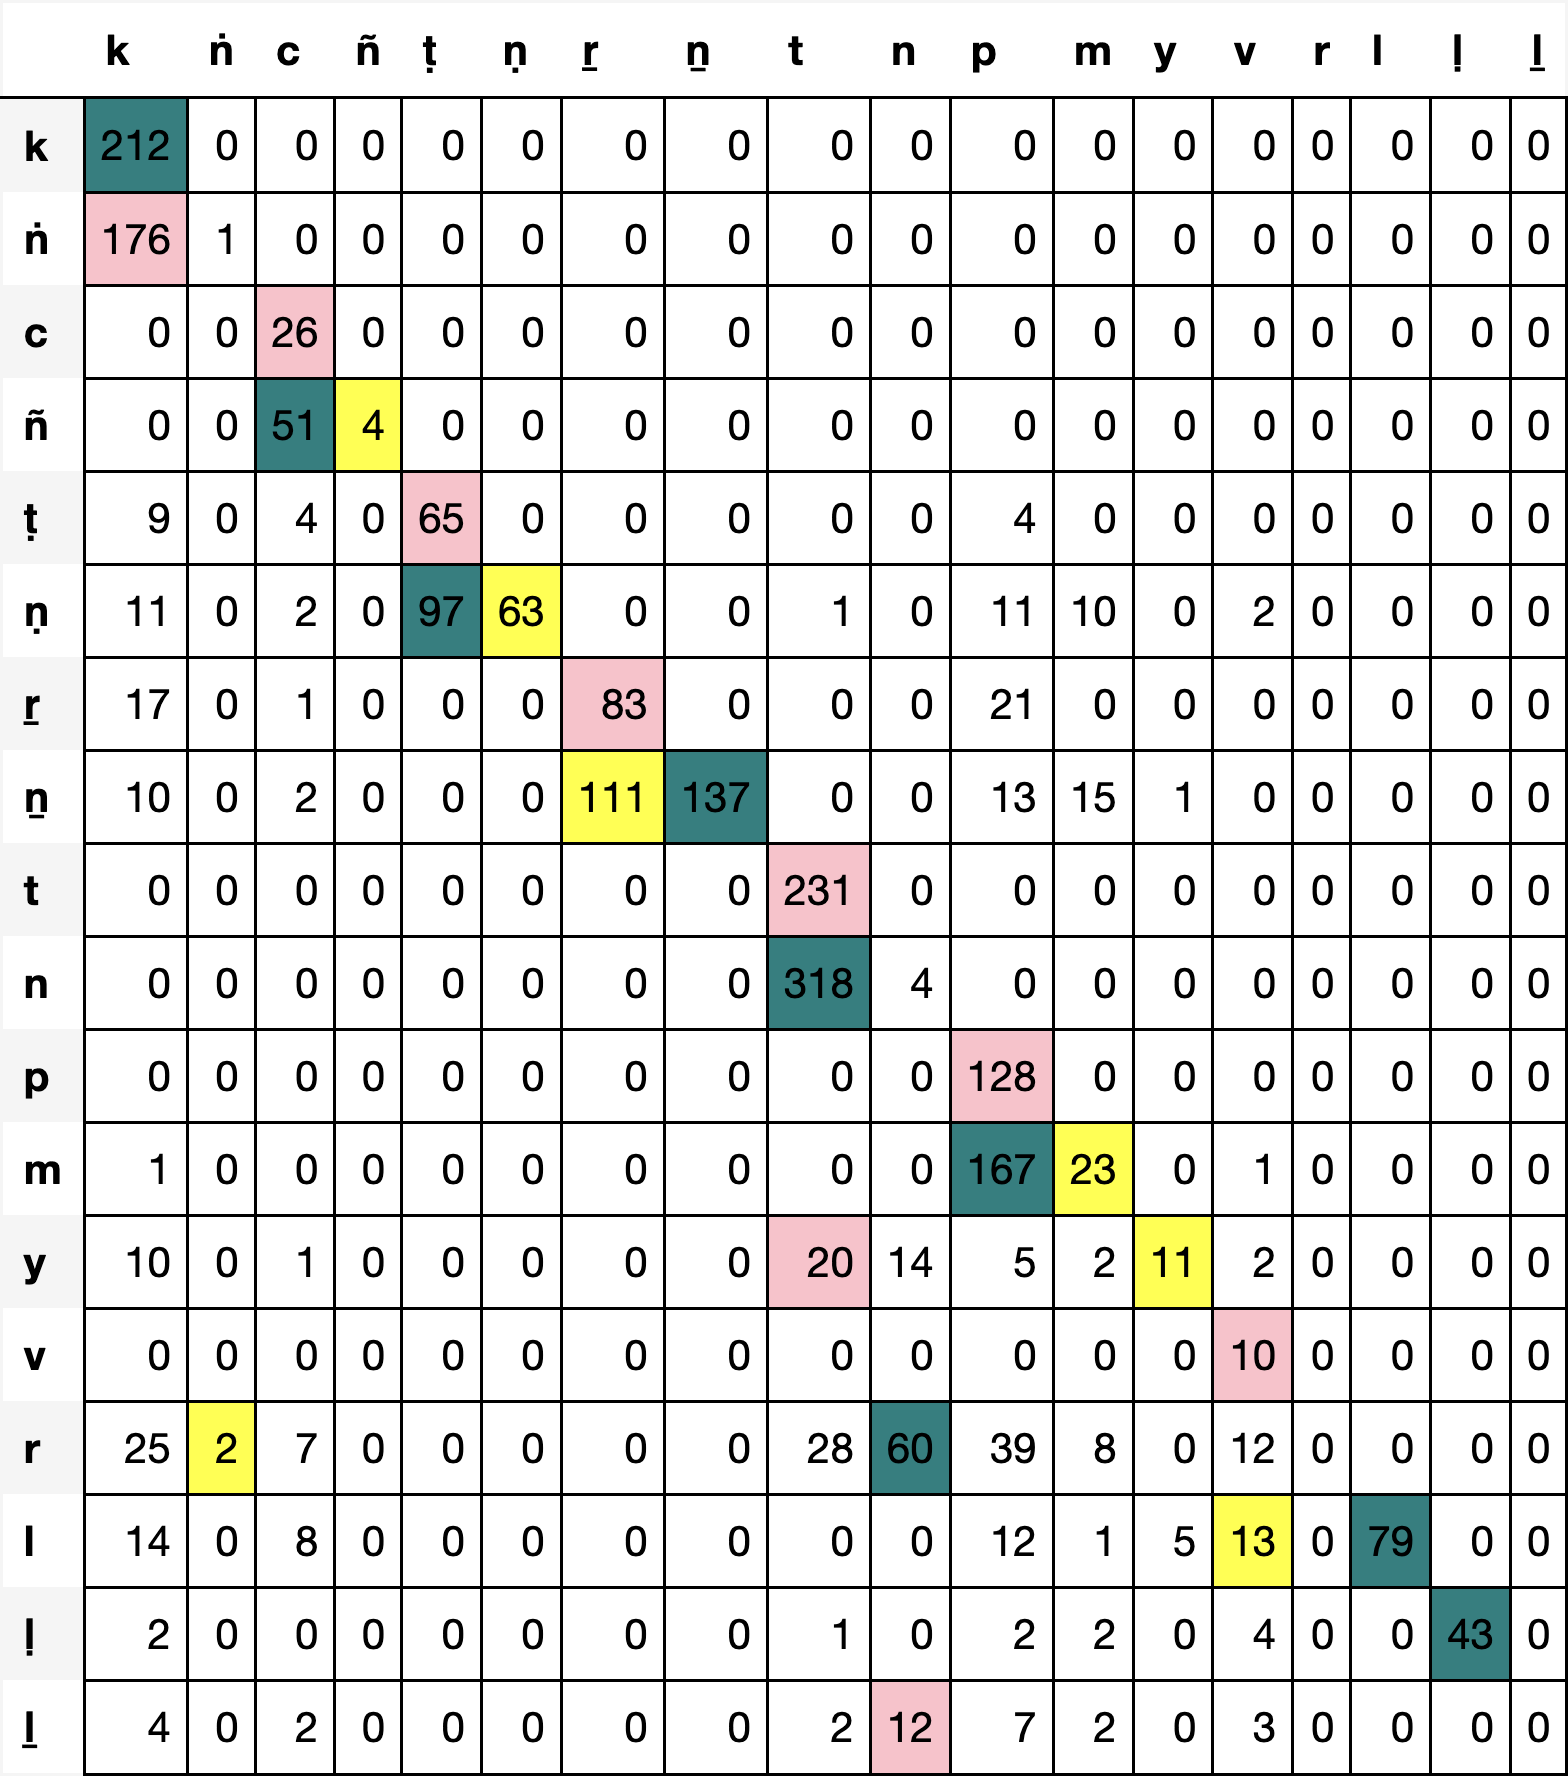 k ṅ c ñ ṭ ṇ ṟ ṉ t n p m y v r l ḷ ḻ
k 212 0 0 0 0 0 0 0 0 0 0 0 0 0 0 0 0 0
ṅ 176 1 0 0 0 0 0 0 0 0 0 0 0 0 0 0 0 0
c 0 0 26 0 0 0 0 0 0 0 0 0 0 0 0 0 0 0
ñ 0 0 51 4 0 0 0 0 0 0 0 0 0 0 0 0 0 0
ṭ 9 0 4 0 65 0 0 0 0 0 4 0 0 0 0 0 0 0
ṇ 11 0 2 0 97 63 0 0 1 0 11 10 0 2 0 0 0 0
ṟ 17 0 1 0 0 0 83 0 0 0 21 0 0 0 0 0 0 0
ṉ 10 0 2 0 0 0 111 137 0 0 13 15 1 0 0 0 0 0
t 0 0 0 0 0 0 0 0 231 0 0 0 0 0 0 0 0 0
n 0 0 0 0 0 0 0 0 318 4 0 0 0 0 0 0 0 0
p 0 0 0 0 0 0 0 0 0 0 128 0 0 0 0 0 0 0
m 1 0 0 0 0 0 0 0 0 0 167 23 0 1 0 0 0 0
y 10 0 1 0 0 0 0 0 20 14 5 2 11 2 0 0 0 0
v 0 0 0 0 0 0 0 0 0 0 0 0 0 10 0 0 0 0
r 25 2 7 0 0 0 0 0 28 60 39 8 0 12 0 0 0 0
l 14 0 8 0 0 0 0 0 0 0 12 1 5 13 0 79 0 0
ḷ 2 0 0 0 0 0 0 0 1 0 2 2 0 4 0 0 43 0
ḻ 4 0 2 0 0 0 0 0 2 12 7 2 0 3 0 0 0 0